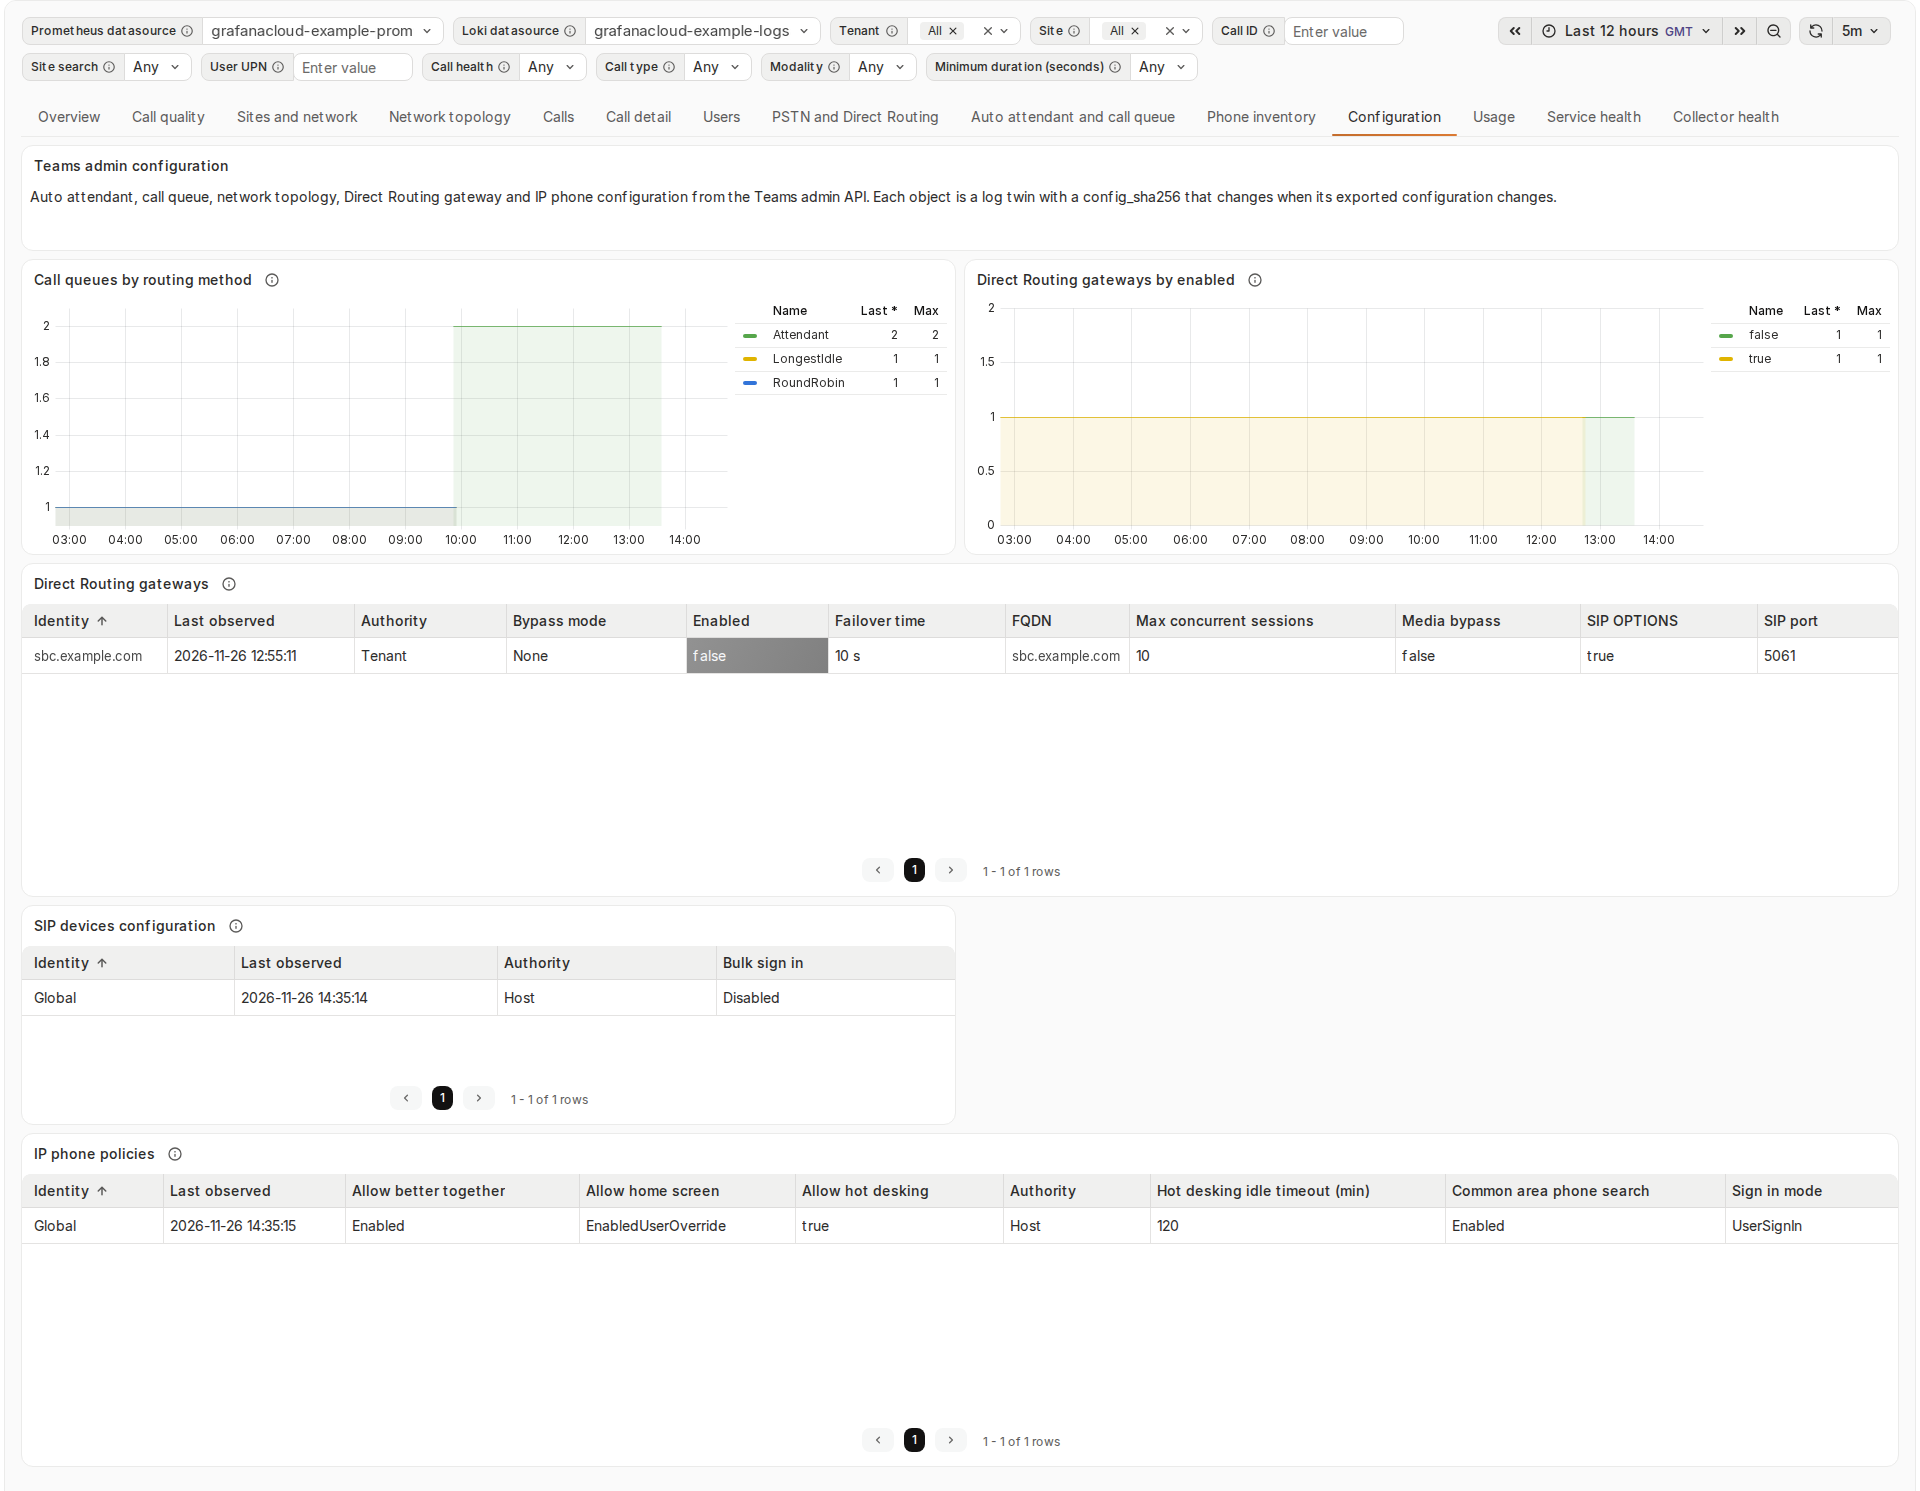 Prometheus datasource grafanacloud-example-prom Loki datasource grafanacloud-example-logs Tenant All Site All Call ID Enter value Last 12 hours GMT 5m
Site search Any User UPN Enter value Call health Any Call type Any Modality Any Minimum duration (seconds) Any
Overview Call quality Sites and network Network topology Calls Call detail Users PSTN and Direct Routing Auto attendant and call queue Phone inventory Configuration Usage Service health Collector health
Teams admin configuration
Auto attendant, call queue, network topology, Direct Routing gateway and IP phone configuration from the Teams admin API. Each object is a log twin with a config_sha256 that changes when its exported configuration changes.
Call queues by routing method
2
1.8
1.6
1.4
1.2
1
03:00 04:00 05:00 06:00 07:00 08:00 09:00 10:00 11:00 12:00 13:00 14:00
Name Last * Max
Attendant 2 2
LongestIdle 1 1
RoundRobin 1 1
Direct Routing gateways by enabled
2
1.5
1
0.5
0
03:00 04:00 05:00 06:00 07:00 08:00 09:00 10:00 11:00 12:00 13:00 14:00
Name Last * Max
false 1 1
true 1 1
Direct Routing gateways
Identity Last observed Authority Bypass mode Enabled Failover time FQDN Max concurrent sessions Media bypass SIP OPTIONS SIP port
sbc.example.com 2026-11-26 12:55:11 Tenant None false 10 s sbc.example.com 10 false true 5061
1 1 - 1 of 1 rows
SIP devices configuration
Identity Last observed Authority Bulk sign in
Global 2026-11-26 14:35:14 Host Disabled
1 1 - 1 of 1 rows
IP phone policies
Identity Last observed Allow better together Allow home screen Allow hot desking Authority Hot desking idle timeout (min) Common area phone search Sign in mode
Global 2026-11-26 14:35:15 Enabled EnabledUserOverride true Host 120 Enabled UserSignIn
1 1 - 1 of 1 rows